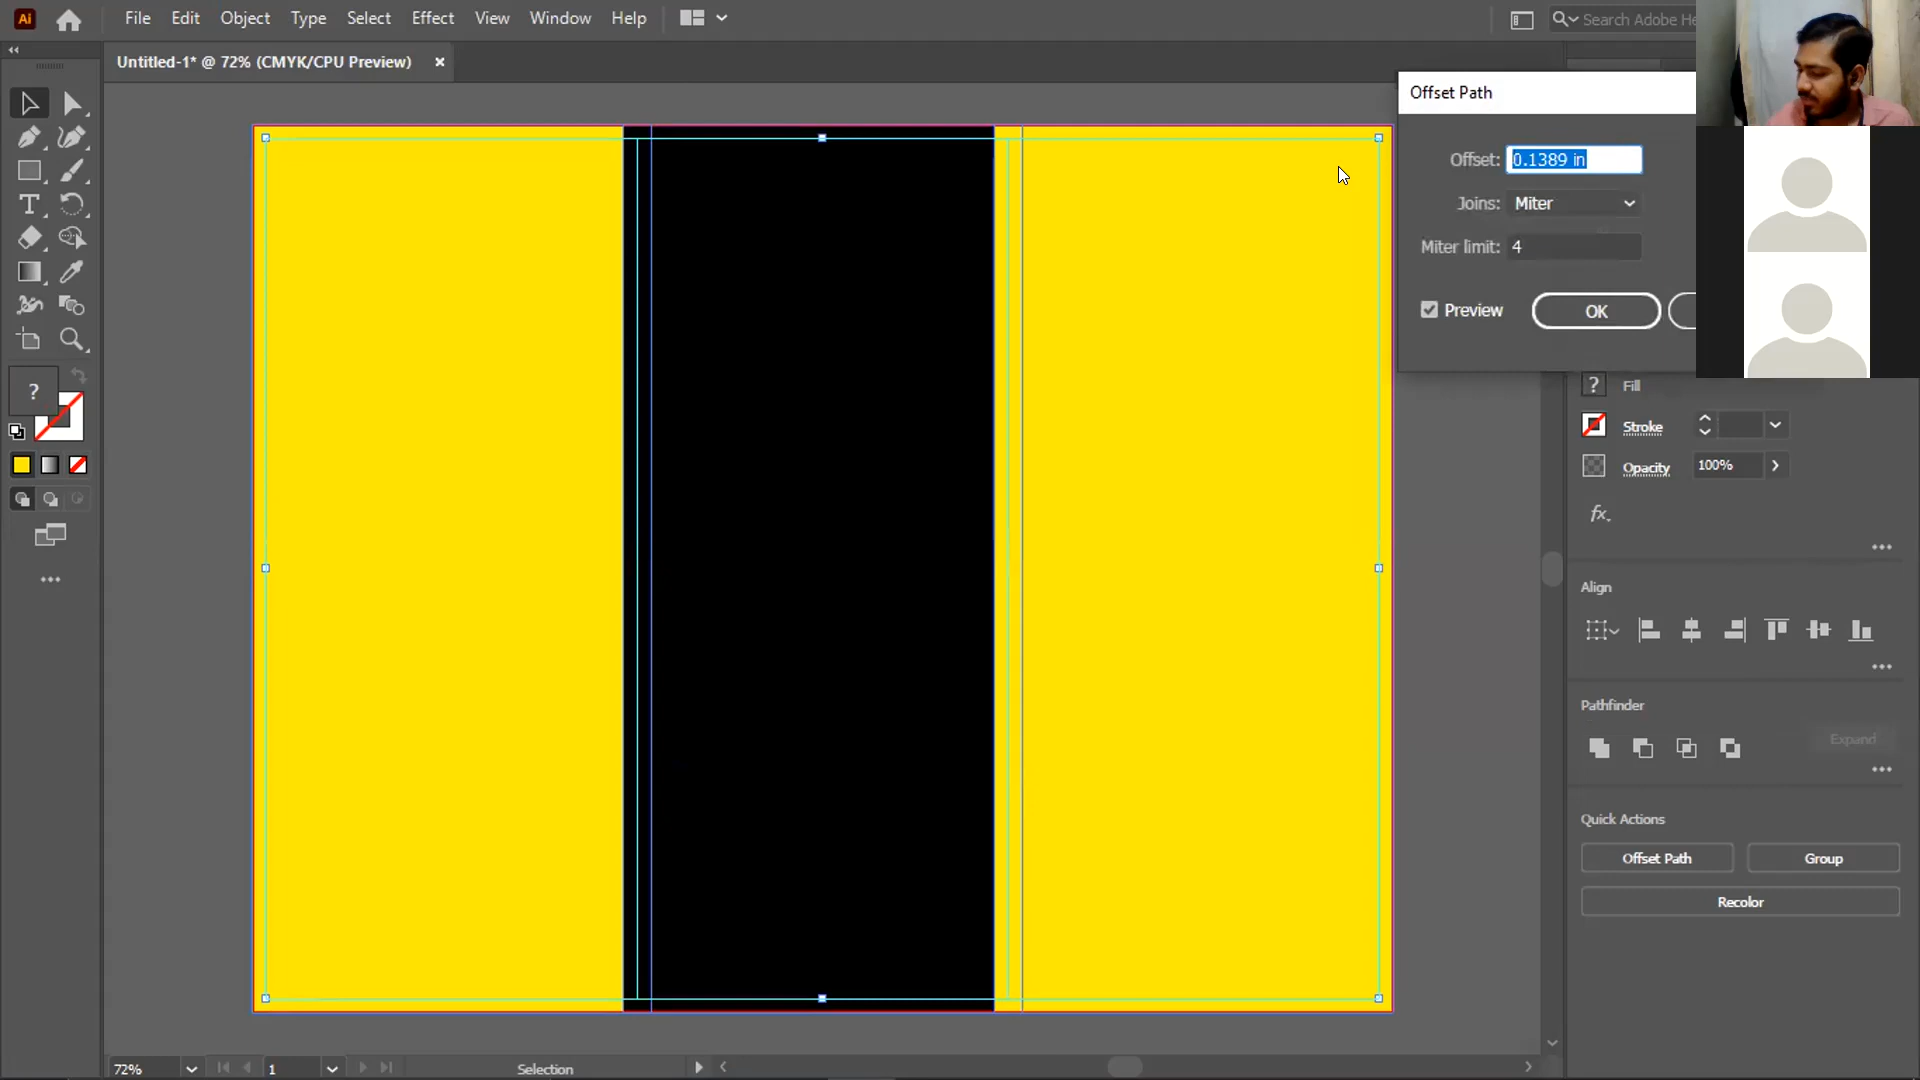 Ai File Edit Object Type Select Effect View Window Help Search Adobe He
Untitled-1* @ 72% (CMYK/CPU Preview) ×
Offset Path
Offset: 0.1389 in
Joins: Miter
Miter limit: 4
Preview OK
? Fill
Stroke
Opacity 100%
fx.
Align
Pathfinder
Expand
Quick Actions
Offset Path Group
Recolor
?
72% 1 Selection